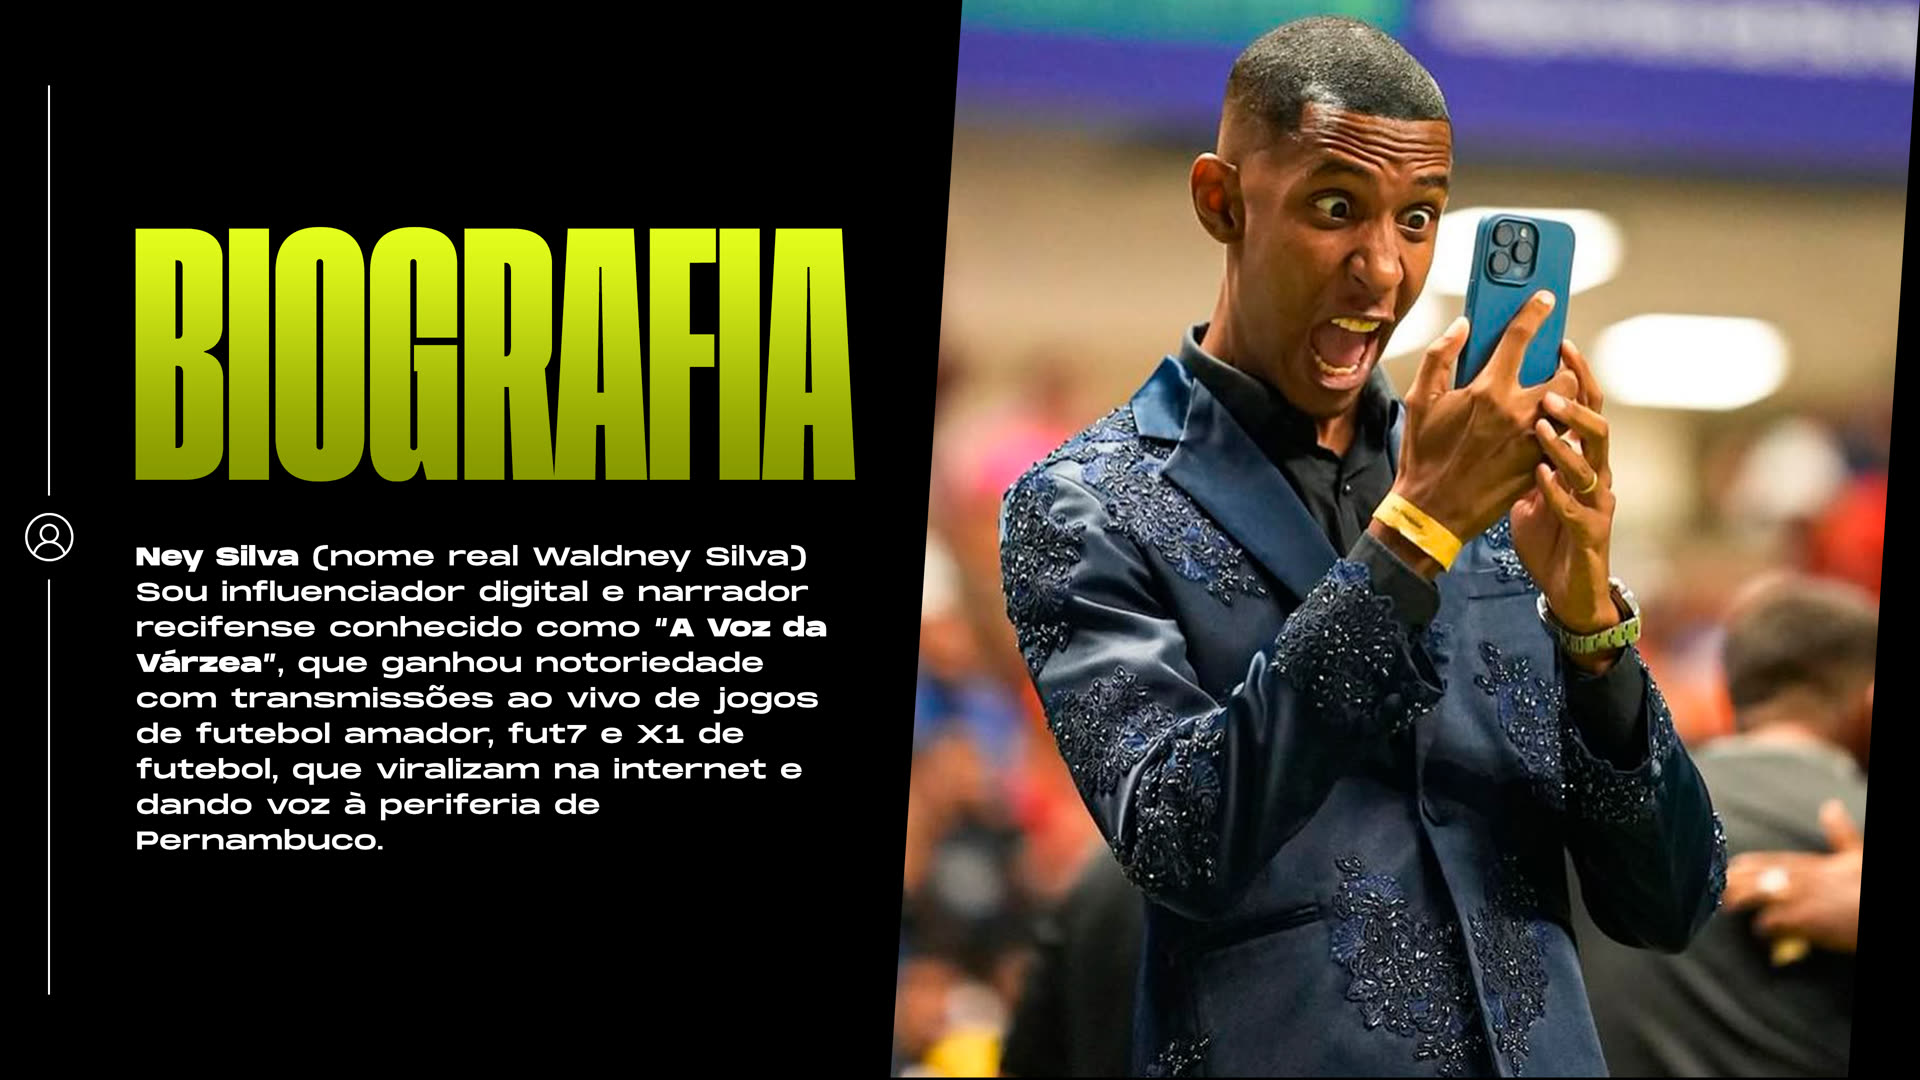 BIOGRAFIA
Ney Silva (nome real Waldney Silva)
Sou influenciador digital e narrador
recifense conhecido como "A Voz da
Várzea", que ganhou notoriedade
com transmissões ao vivo de jogos
de futebol amador, fut7 e X1 de
futebol, que viralizam na internet e
dando voz à periferia de
Pernambuco.